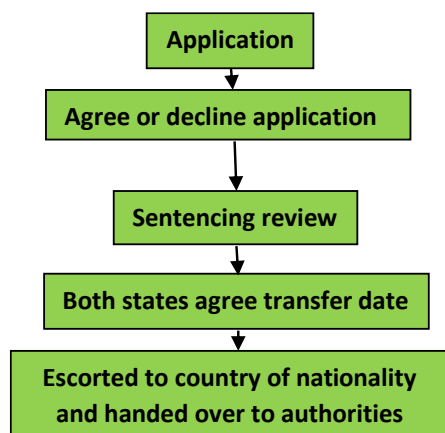 Application
Agree or decline application
Sentencing review
Both states agree transfer date
Escorted to country of nationality
and handed over to authorities